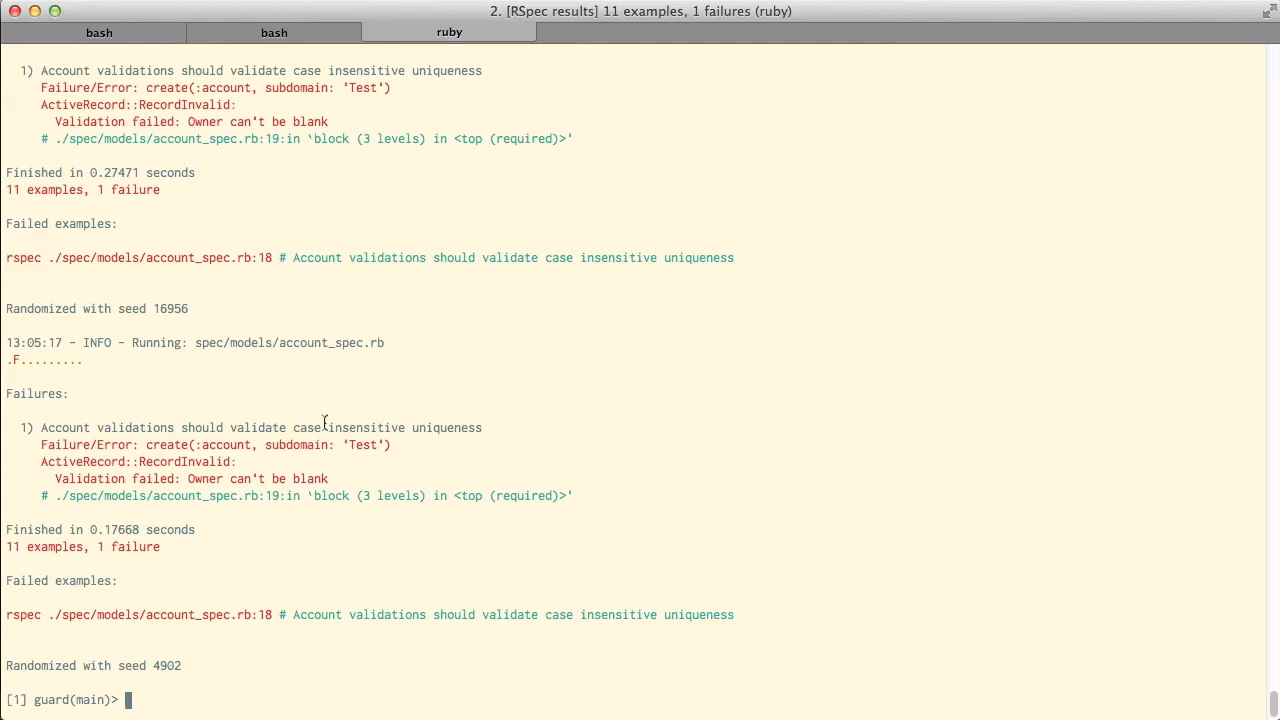 2. [RSpec results] 11 examples, 1 failures (ruby)
bash
bash
ruby
1) Account validations should validate case insensitive uniqueness
Failure/Error: create(:account, subdomain: 'Test')
ActiveRecord::RecordInvalid:
Validation failed: Owner can't be blank
# ./spec/models/account_spec.rb:19:in `block (3 levels) in <top (required)>'
Finished in 0.27471 seconds
11 examples, 1 failure
Failed examples:
rspec ./spec/models/account_spec.rb:18 # Account validations should validate case insensitive uniqueness
Randomized with seed 16956
13:05:17 - INFO - Running: spec/models/account_spec.rb
.F.........
Failures:
1) Account validations should validate case insensitive uniqueness
Failure/Error: create(:account, subdomain: 'Test')
ActiveRecord::RecordInvalid:
Validation failed: Owner can't be blank
# ./spec/models/account_spec.rb:19:in `block (3 levels) in <top (required)>'
Finished in 0.17668 seconds
11 examples, 1 failure
Failed examples:
rspec ./spec/models/account_spec.rb:18 # Account validations should validate case insensitive uniqueness
Randomized with seed 4902
[1] guard(main)>